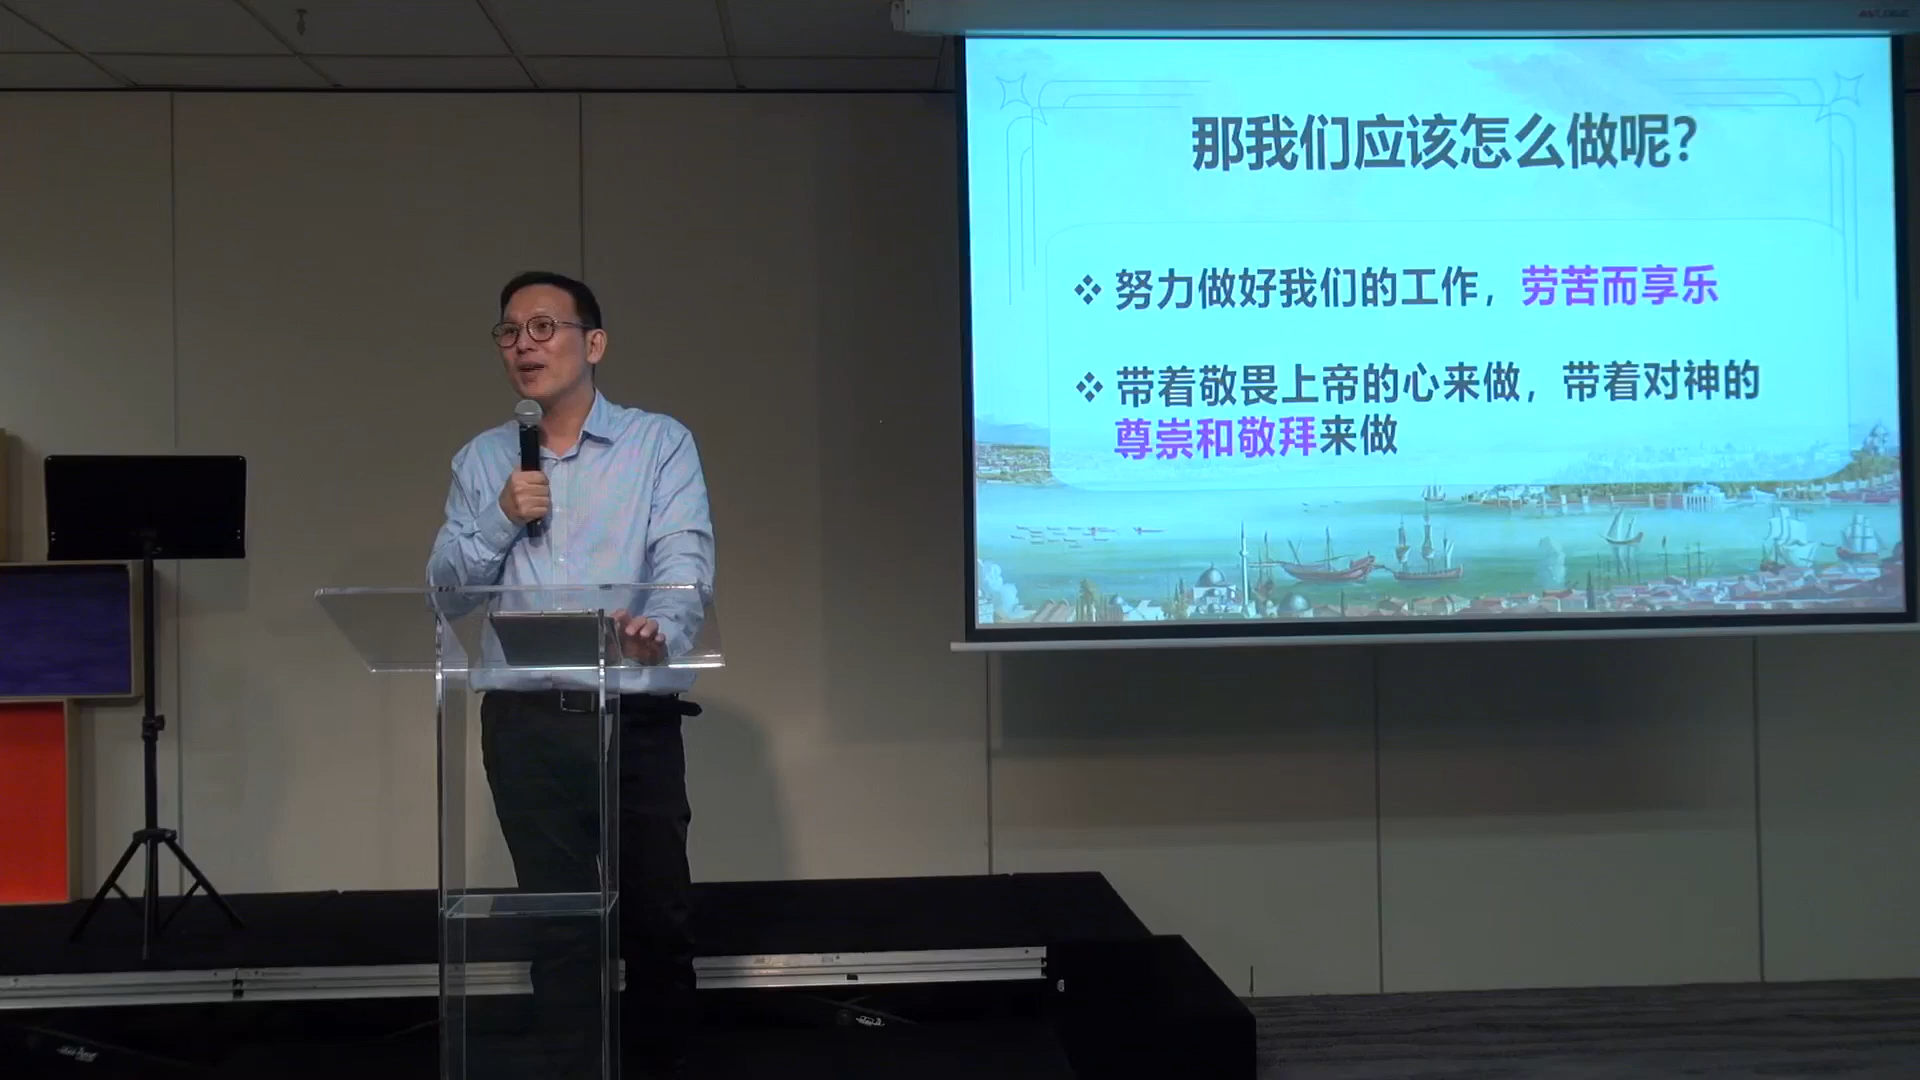 那我们应该怎么做呢？
❖ 努力做好我们的工作，劳苦而享乐
❖ 带着敬畏上帝的心来做，带着对神的
尊崇和敬拜来做